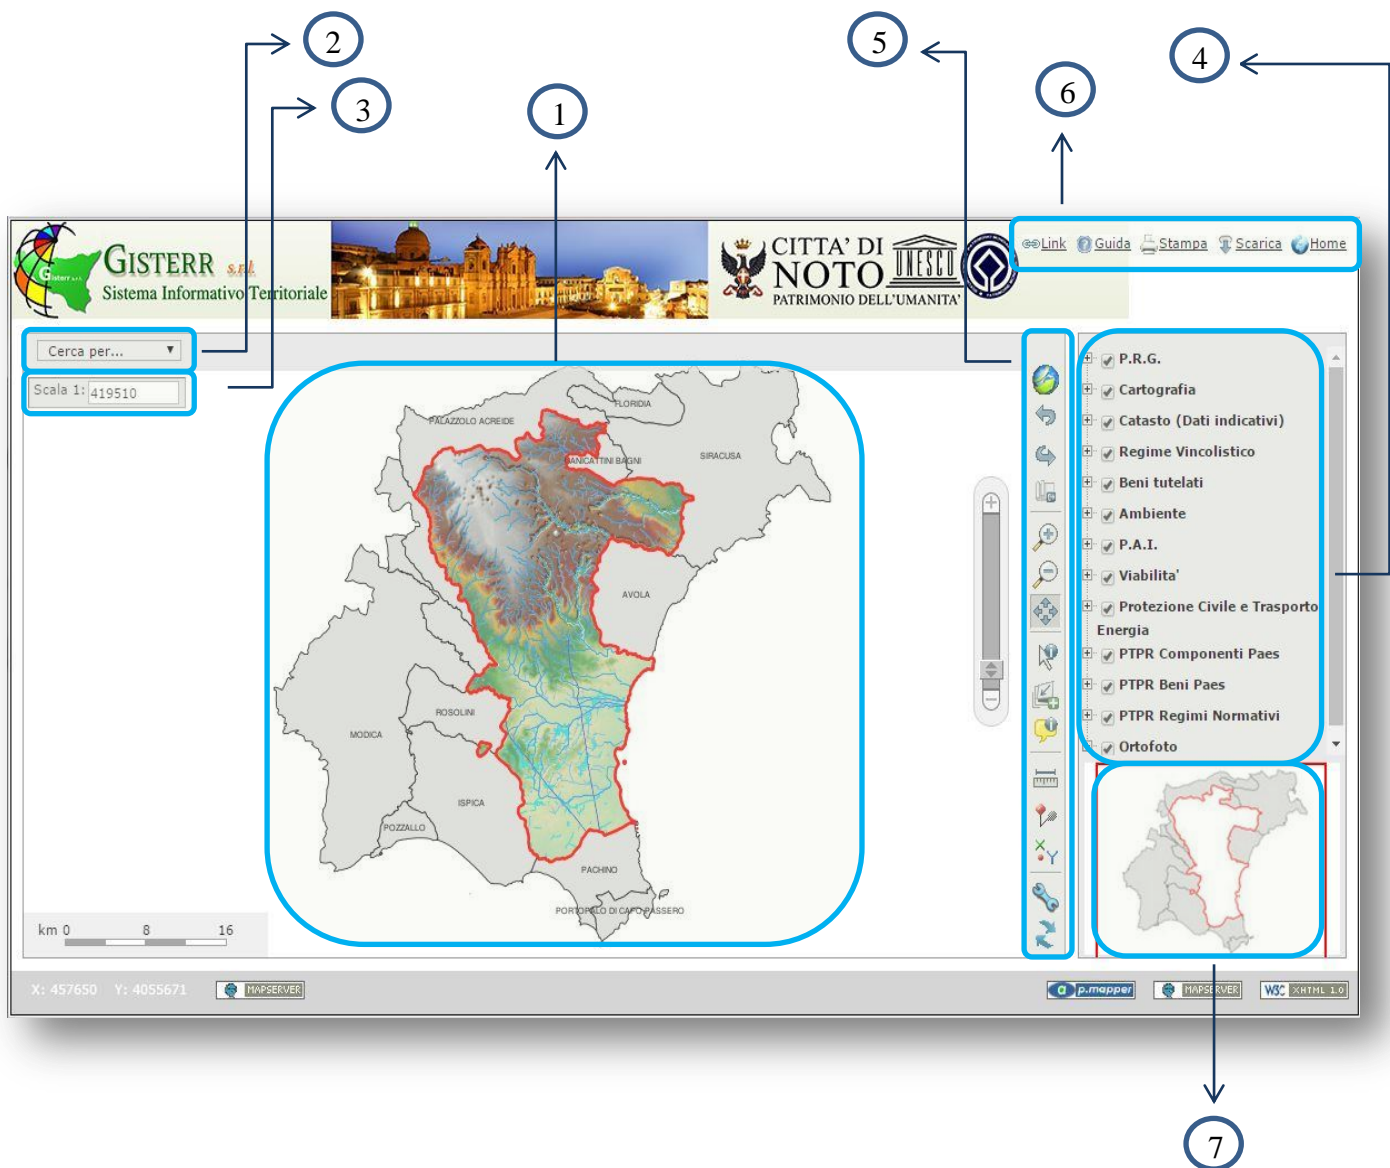 2
5
4
3
1
6
Gisterr s.r.l.
GISTERR s.r.l.
Sistema Informativo Territoriale
CITTA' DI
NOTO
PATRIMONIO DELL'UMANITA'
UNESCO
Link Guida Stampa Scarica Home
Cerca per...
Scala 1: 419510
FLORIDIA
PALAZZOLO ACREIDE
CANICATTINI BAGNI
SIRACUSA
AVOLA
ROSOLINI
MODICA
ISPICA
POZZALLO
PACHINO
PORTOPALO DI CAPO PASSERO
X
Y
P.R.G.
Cartografia
Catasto (Dati indicativi)
Regime Vincolistico
Beni tutelati
Ambiente
P.A.I.
Viabilita'
Protezione Civile e Trasporto
Energia
PTPR Componenti Paes
PTPR Beni Paes
PTPR Regimi Normativi
Ortofoto
km 0 8 16
X: 457650 Y: 4055671
MAPSERVER
p.mapper
MAPSERVER
W3C XHTML 1.0
7